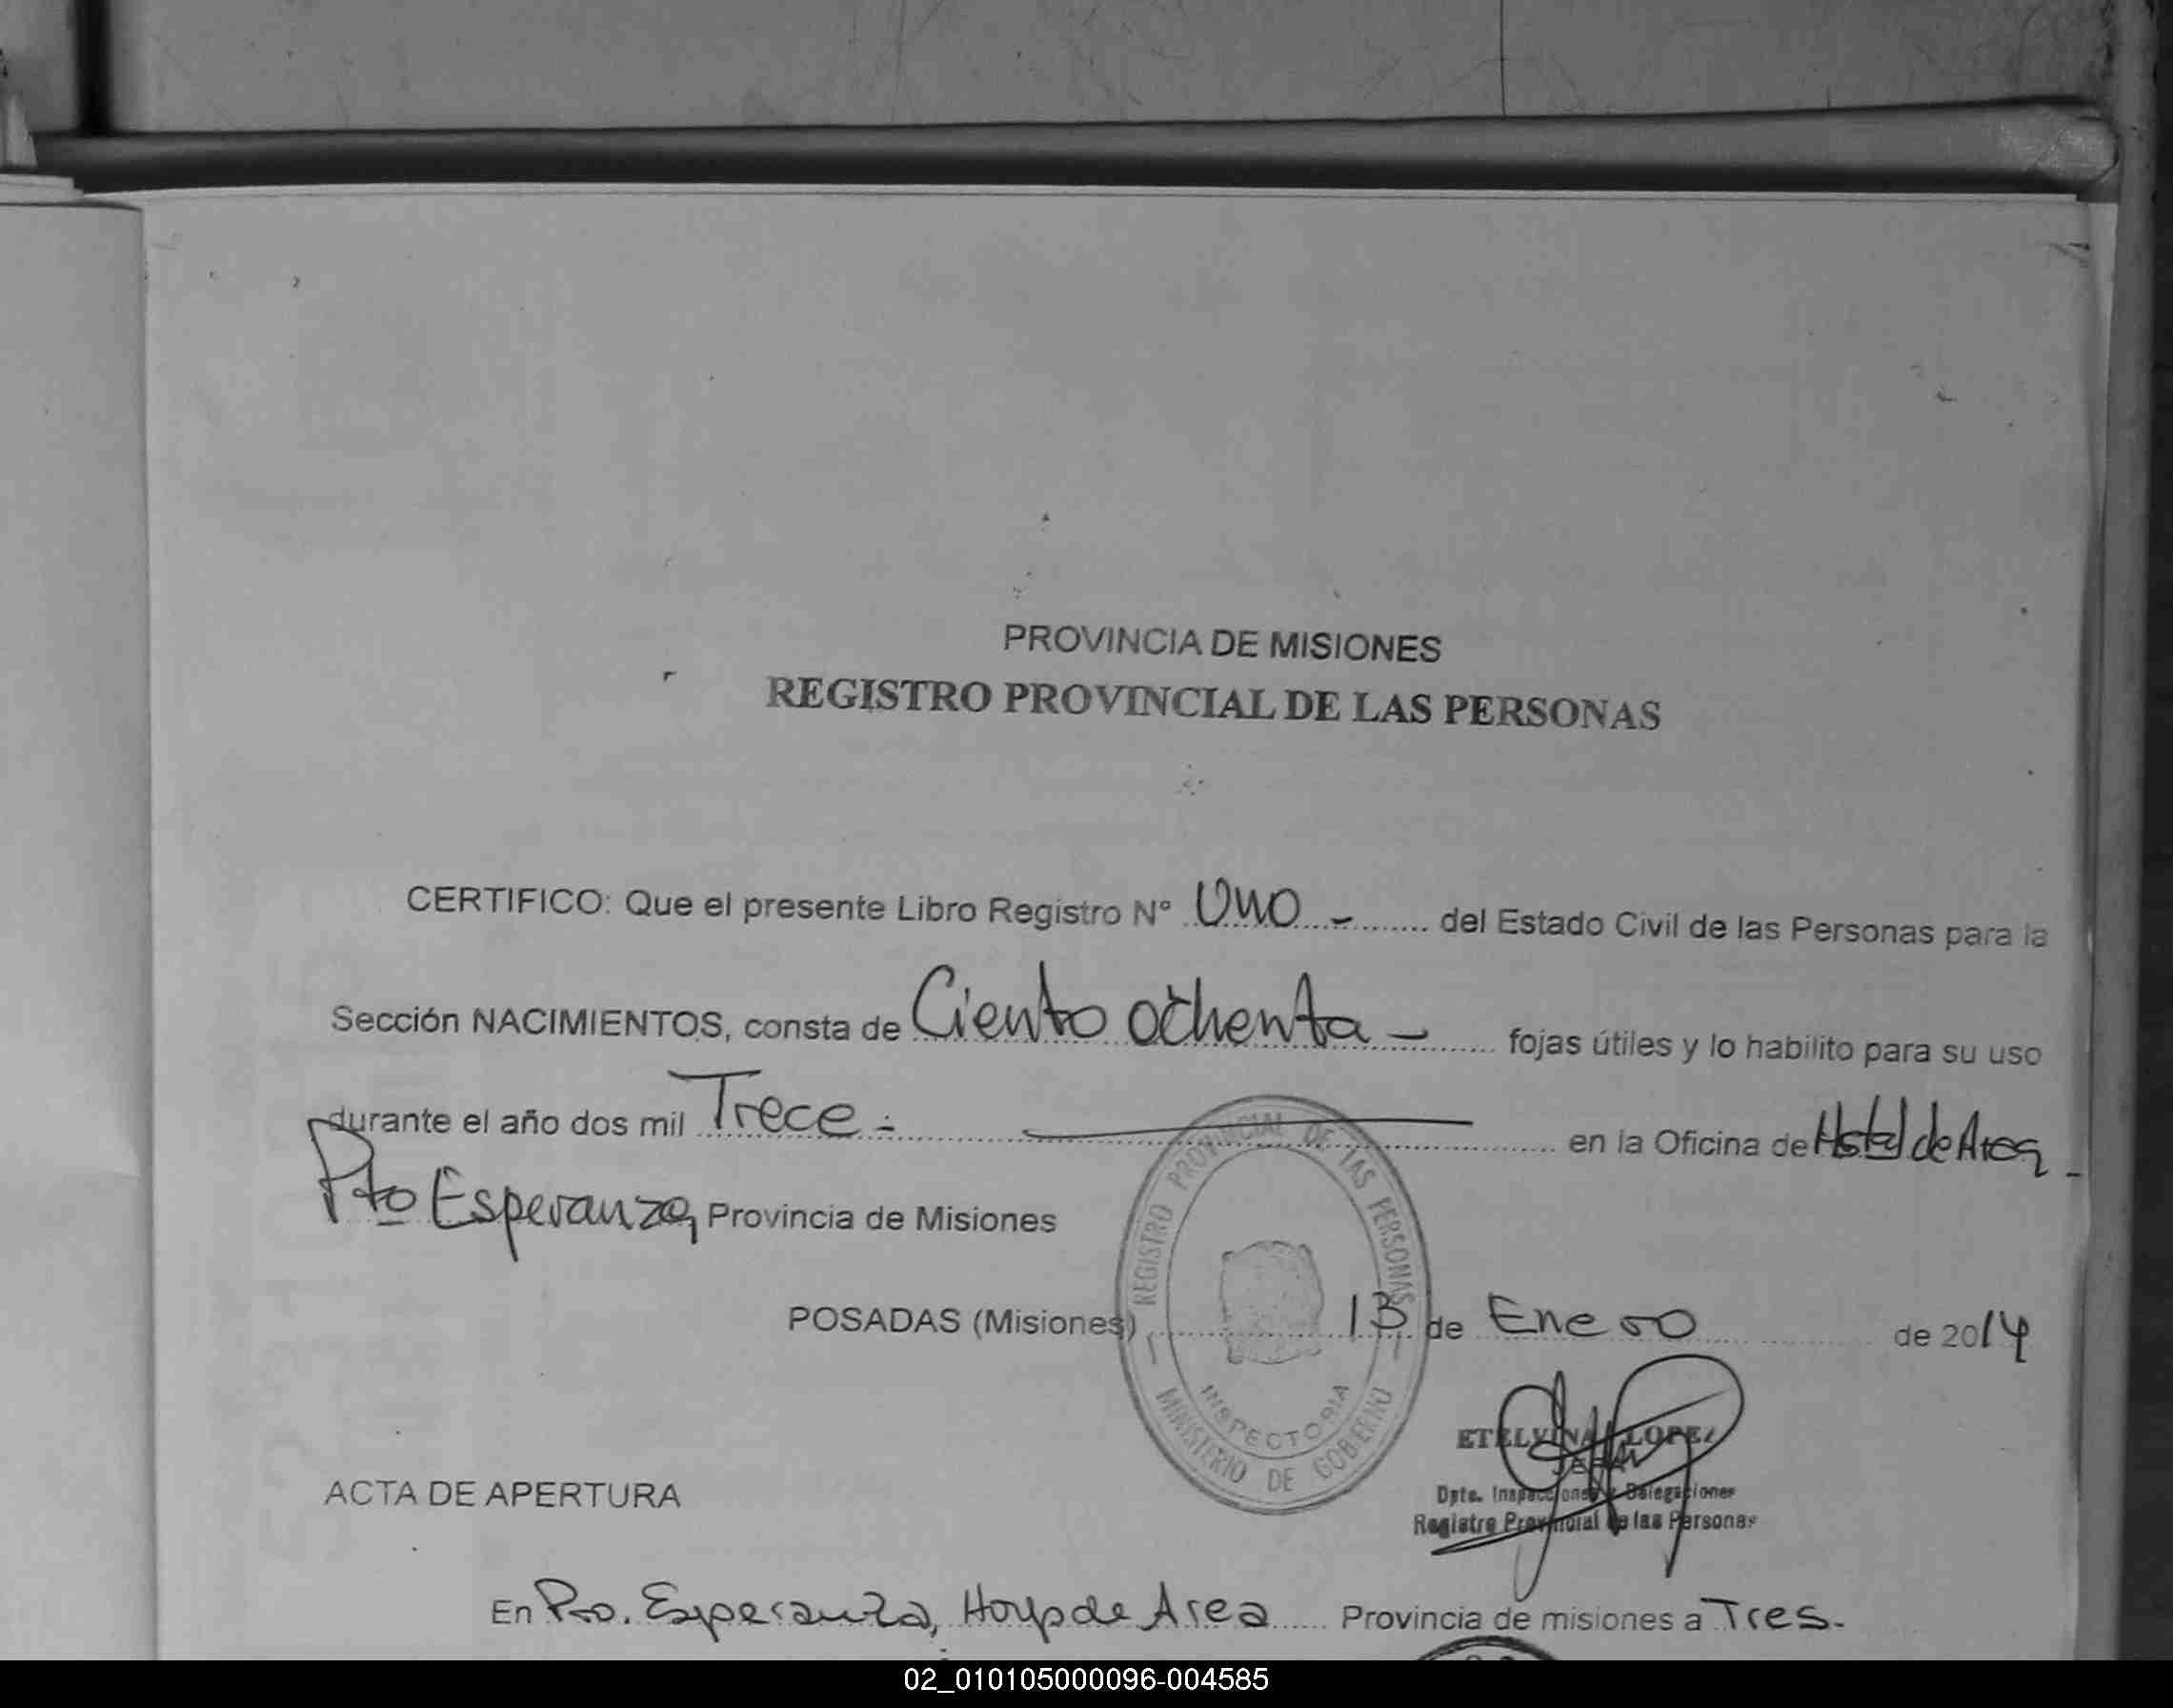 PROVINCIA DE MISIONES
REGISTRO PROVINCIAL DE LAS PERSONAS
CERTIFICO: Que el presente Libro Registro N° Uno - del Estado Civil de las Personas para la
Sección NACIMIENTOS, consta de Ciento ochenta - fojas útiles y lo habilito para su uso
durante el año dos mil Trece - en la Oficina de de Area -
Pto Esperanza, Provincia de Misiones
POSADAS (Misiones) 13 de Enero de 2014
REGISTRO PROVINCIAL DE LAS PERSONAS
INSPECTORIA
MINISTERIO DE GOBIERNO
ETELVINA LOPEZ
Dpto. Inspecciones y Delegaciones
Registro Provincial de las Personas
ACTA DE APERTURA
En Pto. Esperanza, de Area Provincia de misiones a Tres.-
02_010105000096-004585